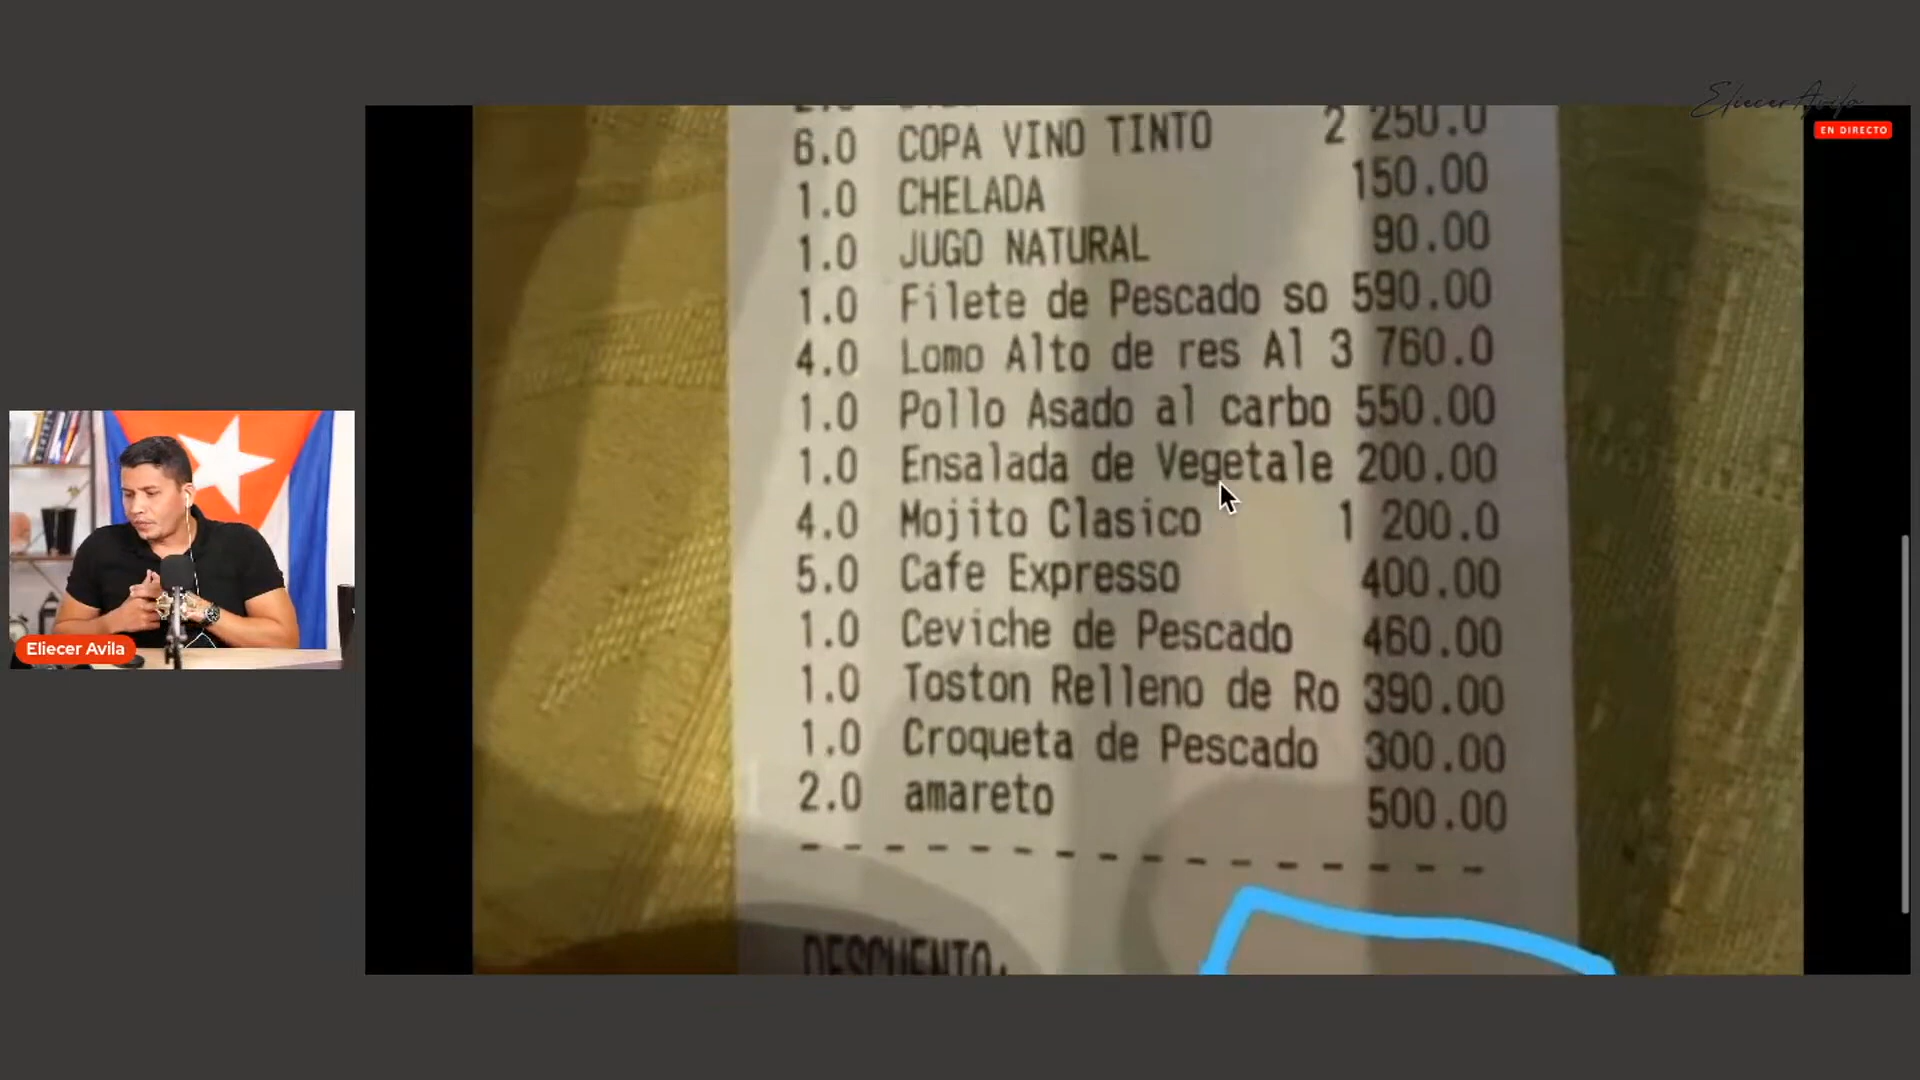 Eliecer Avila
EN DIRECTO
6.0 COPA VINO TINTO 2 250.0
1.0 CHELADA 150.00
1.0 JUGO NATURAL 90.00
1.0 Filete de Pescado so 590.00
4.0 Lomo Alto de res Al 3 760.0
1.0 Pollo Asado al carbo 550.00
1.0 Ensalada de Vegetale 200.00
4.0 Mojito Clasico 1 200.0
5.0 Cafe Expresso 400.00
1.0 Ceviche de Pescado 460.00
1.0 Toston Relleno de Ro 390.00
1.0 Croqueta de Pescado 300.00
2.0 amareto 500.00
DESCUENTO:
Eliecer Avila